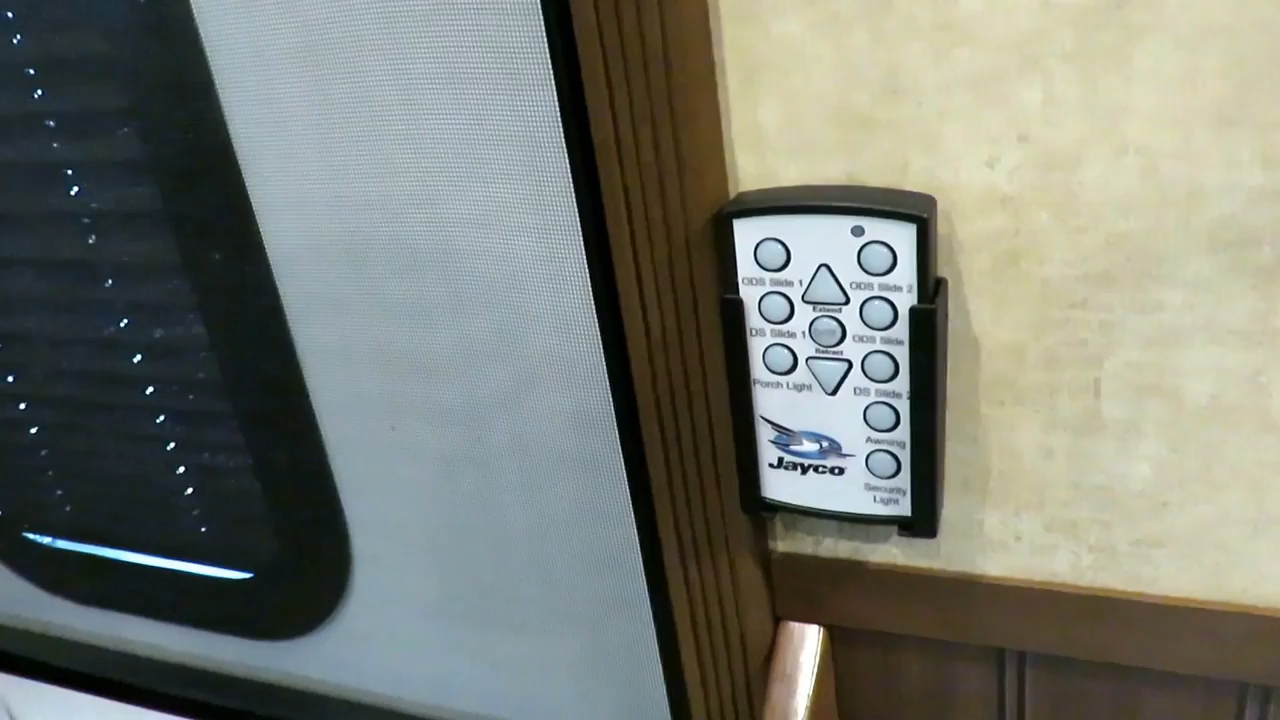 ODS Slide 1
ODS Slide 2
Extend
DS Slide 1
ODS Slide
Retract
Porch Light
DS Slide
Awning
Jayco
Security
Light